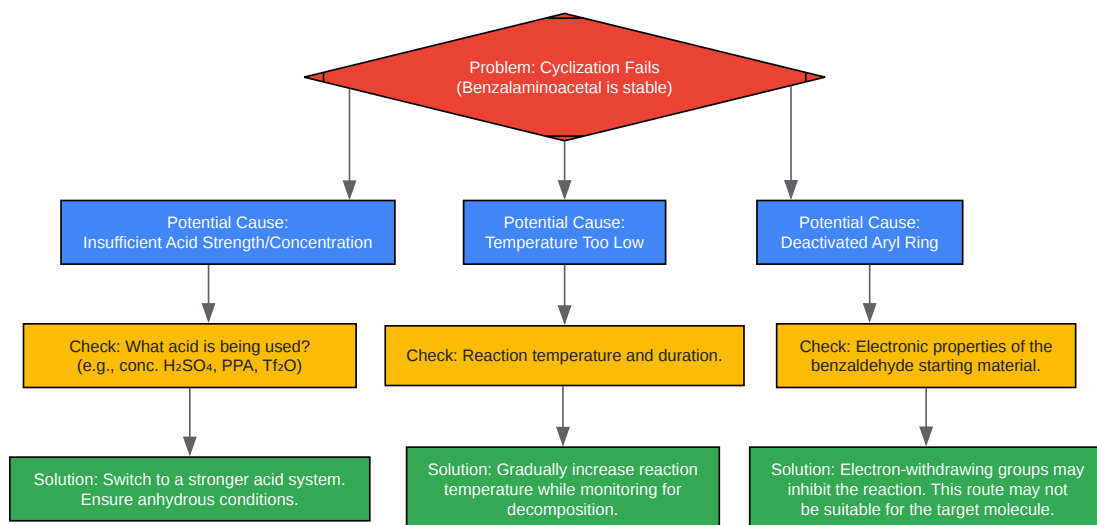 Problem: Cyclization Fails
(Benzalaminoacetal is stable)
Potential Cause:
Insufficient Acid Strength/Concentration
Potential Cause:
Temperature Too Low
Potential Cause:
Deactivated Aryl Ring
Check: What acid is being used?
(e.g., conc. H₂SO₄, PPA, Tf₂O)
Check: Reaction temperature and duration.
Check: Electronic properties of the
benzaldehyde starting material.
Solution: Switch to a stronger acid system.
Ensure anhydrous conditions.
Solution: Gradually increase reaction
temperature while monitoring for
decomposition.
Solution: Electron-withdrawing groups may
inhibit the reaction. This route may not
be suitable for the target molecule.